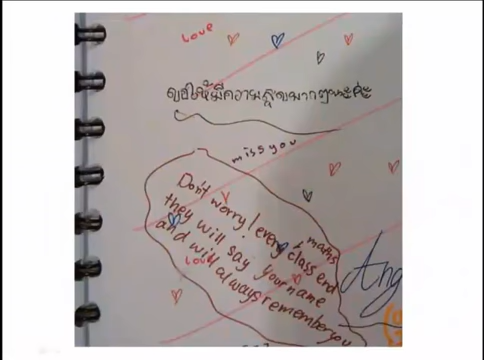 Love
ขอให้มีความสุขมากๆนะคะ
miss you
Don't worry! every maths class end
they will say your name
and will always remember you
Love
Ang